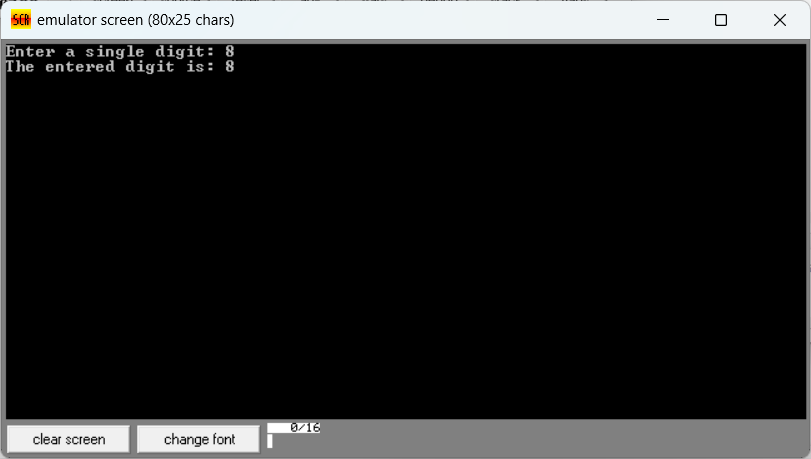 emulator screen (80x25 chars)
Enter a single digit: 8
The entered digit is: 8
clear screen
change font
0/16